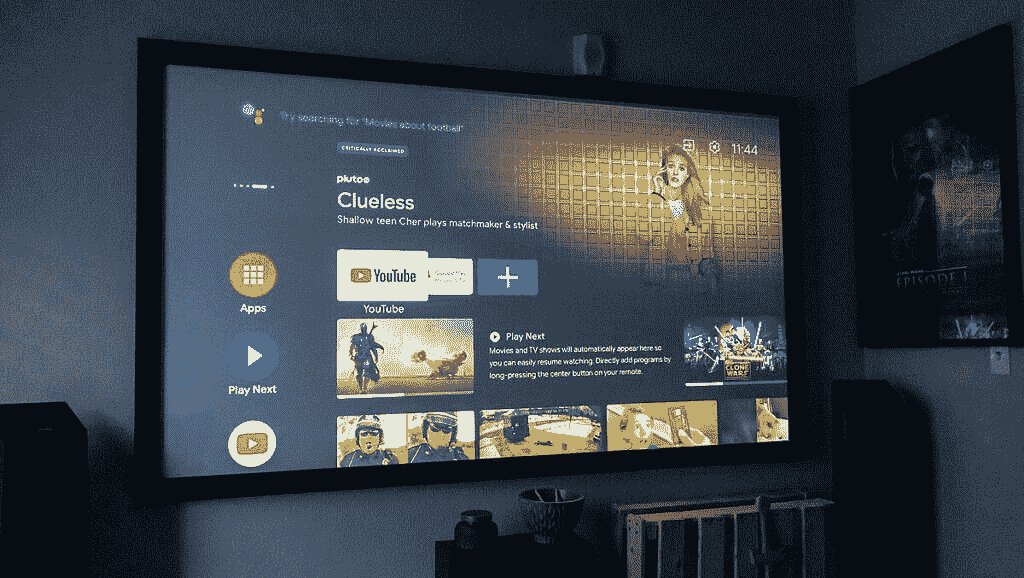 Try searching for "Movies about football"
CRITICALLY ACCLAIMED
11:44
pluto
Clueless
Shallow teen Cher plays matchmaker & stylist
YouTube
Apps
YouTube
Play Next
Movies and TV shows will automatically appear here so
you can easily resume watching. Directly add programs by
long-pressing the center button on your remote.
Play Next
CLONE
WARS
EPISODE I